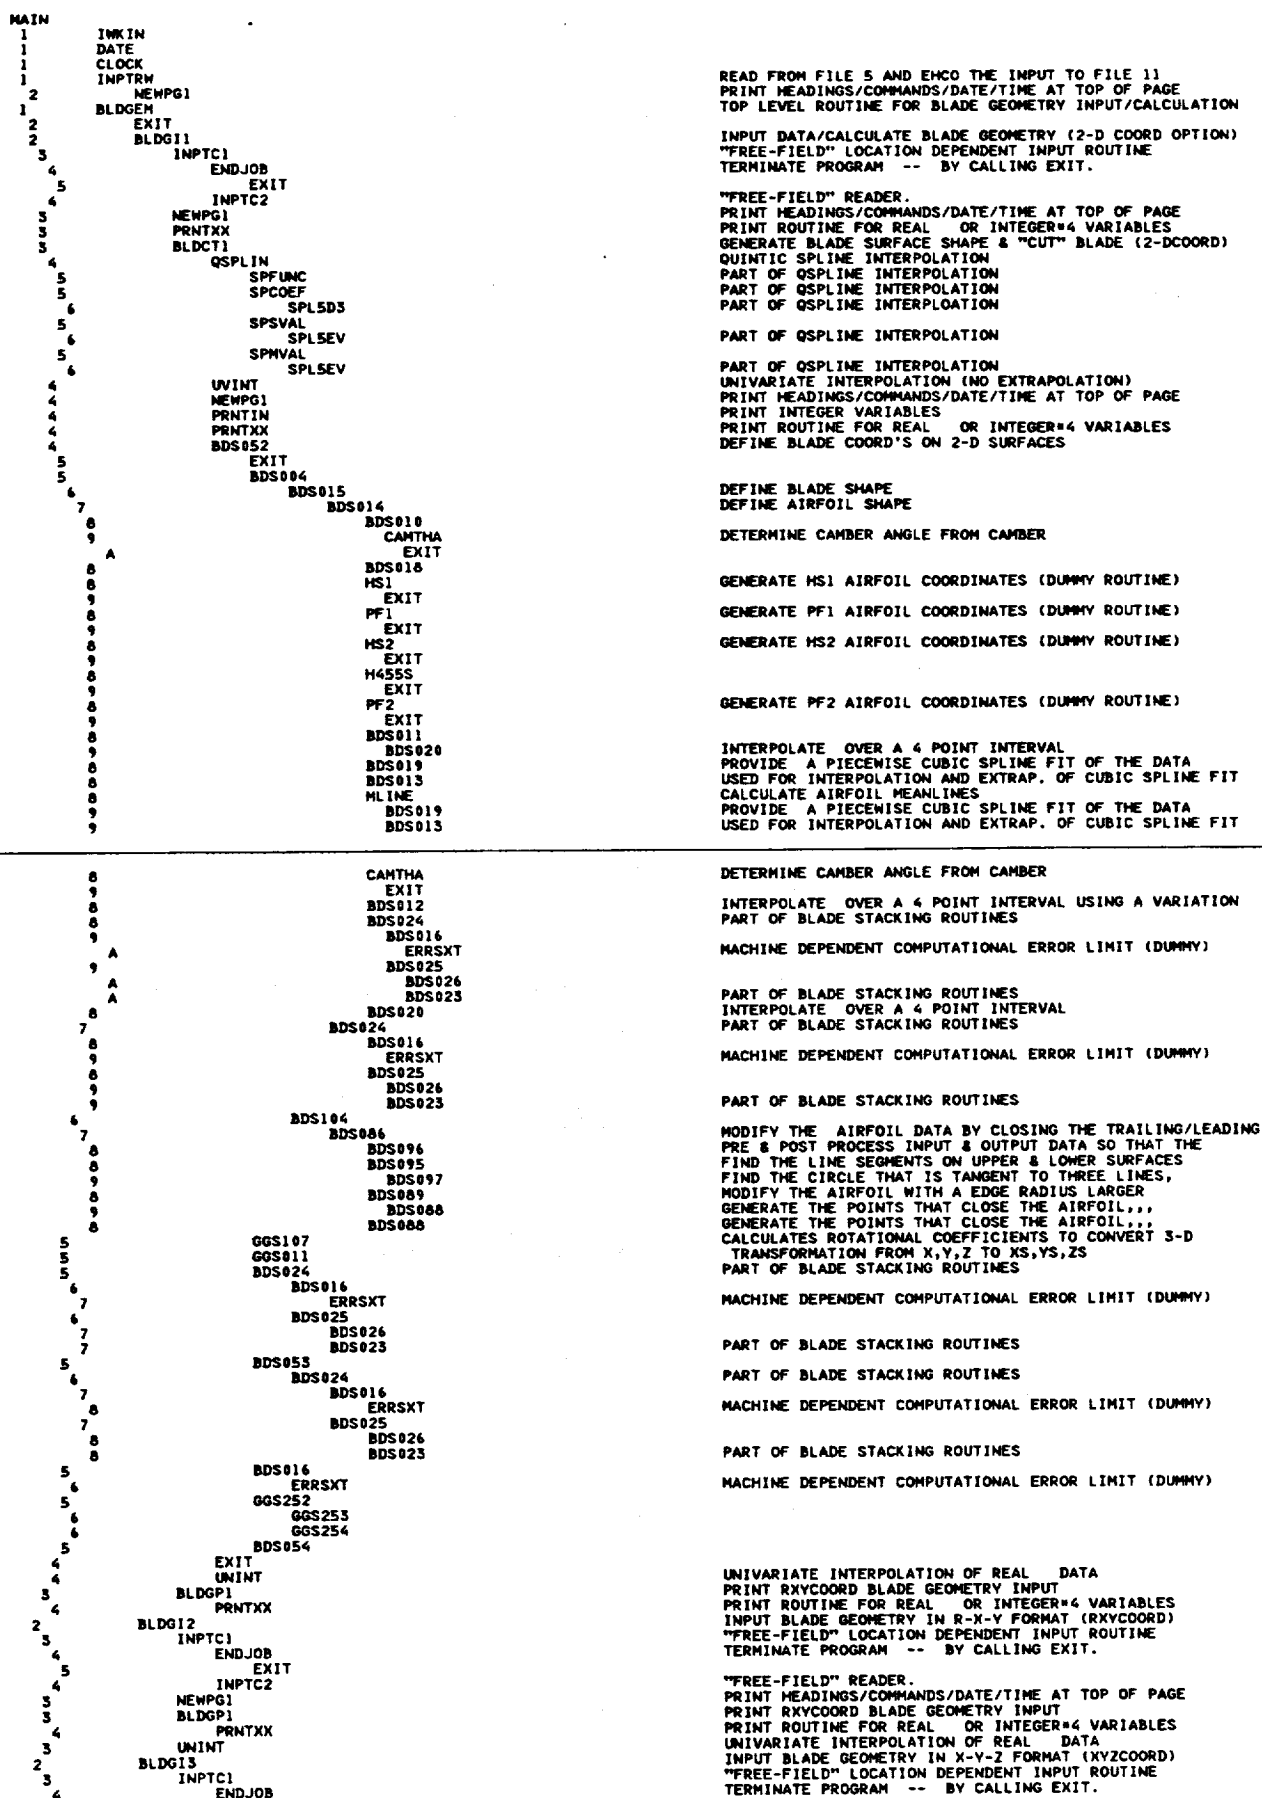 MAIN
1 IWKIN
1 DATE
1 CLOCK
1 INPTRW READ FROM FILE 5 AND EHCO THE INPUT TO FILE 11
2 NEWPG1 PRINT HEADINGS/COMMANDS/DATE/TIME AT TOP OF PAGE
1 BLDGEM TOP LEVEL ROUTINE FOR BLADE GEOMETRY INPUT/CALCULATION
2 EXIT
2 BLDGI1 INPUT DATA/CALCULATE BLADE GEOMETRY (2-D COORD OPTION)
3 INPTC1 "FREE-FIELD" LOCATION DEPENDENT INPUT ROUTINE
4 ENDJOB TERMINATE PROGRAM -- BY CALLING EXIT.
5 EXIT
4 INPTC2 "FREE-FIELD" READER.
3 NEWPG1 PRINT HEADINGS/COMMANDS/DATE/TIME AT TOP OF PAGE
3 PRNTXX PRINT ROUTINE FOR REAL OR INTEGER*4 VARIABLES
3 BLDCT1 GENERATE BLADE SURFACE SHAPE & "CUT" BLADE (2-DCOORD)
4 QSPLIN QUINTIC SPLINE INTERPOLATION
5 SPFUNC PART OF QSPLINE INTERPOLATION
5 SPCOEF PART OF QSPLINE INTERPOLATION
6 SPL5D3 PART OF QSPLINE INTERPLOATION
5 SPSVAL
6 SPL5EV PART OF QSPLINE INTERPOLATION
5 SPMVAL
6 SPL5EV PART OF QSPLINE INTERPOLATION
4 UVINT UNIVARIATE INTERPOLATION (NO EXTRAPOLATION)
4 NEWPG1 PRINT HEADINGS/COMMANDS/DATE/TIME AT TOP OF PAGE
4 PRNTIN PRINT INTEGER VARIABLES
4 PRNTXX PRINT ROUTINE FOR REAL OR INTEGER*4 VARIABLES
4 BDS052 DEFINE BLADE COORD'S ON 2-D SURFACES
5 EXIT
5 BDS004
6 BDS015 DEFINE BLADE SHAPE
7 BDS014 DEFINE AIRFOIL SHAPE
8 BDS010
9 CAMTHA DETERMINE CAMBER ANGLE FROM CAMBER
A EXIT
8 BDS018
8 HS1 GENERATE HS1 AIRFOIL COORDINATES (DUMMY ROUTINE)
9 EXIT
8 PF1 GENERATE PF1 AIRFOIL COORDINATES (DUMMY ROUTINE)
9 EXIT
8 HS2 GENERATE HS2 AIRFOIL COORDINATES (DUMMY ROUTINE)
9 EXIT
8 H455S
9 EXIT
8 PF2 GENERATE PF2 AIRFOIL COORDINATES (DUMMY ROUTINE)
9 EXIT
8 BDS011
9 BDS020 INTERPOLATE OVER A 4 POINT INTERVAL
8 BDS019 PROVIDE A PIECEWISE CUBIC SPLINE FIT OF THE DATA
8 BDS013 USED FOR INTERPOLATION AND EXTRAP. OF CUBIC SPLINE FIT
8 MLINE CALCULATE AIRFOIL MEANLINES
9 BDS019 PROVIDE A PIECEWISE CUBIC SPLINE FIT OF THE DATA
9 BDS013 USED FOR INTERPOLATION AND EXTRAP. OF CUBIC SPLINE FIT
8 CAMTHA DETERMINE CAMBER ANGLE FROM CAMBER
9 EXIT
8 BDS012 INTERPOLATE OVER A 4 POINT INTERVAL USING A VARIATION
8 BDS024 PART OF BLADE STACKING ROUTINES
9 BDS016
A ERRSXT MACHINE DEPENDENT COMPUTATIONAL ERROR LIMIT (DUMMY)
9 BDS025
A BDS026
A BDS023 PART OF BLADE STACKING ROUTINES
8 BDS020 INTERPOLATE OVER A 4 POINT INTERVAL
7 BDS024 PART OF BLADE STACKING ROUTINES
8 BDS016
9 ERRSXT MACHINE DEPENDENT COMPUTATIONAL ERROR LIMIT (DUMMY)
8 BDS025
9 BDS026
9 BDS023 PART OF BLADE STACKING ROUTINES
6 BDS104
7 BDS086 MODIFY THE AIRFOIL DATA BY CLOSING THE TRAILING/LEADING
8 BDS096 PRE & POST PROCESS INPUT & OUTPUT DATA SO THAT THE
8 BDS095 FIND THE LINE SEGMENTS ON UPPER & LOWER SURFACES
9 BDS097 FIND THE CIRCLE THAT IS TANGENT TO THREE LINES,
8 BDS089 MODIFY THE AIRFOIL WITH A EDGE RADIUS LARGER
9 BDS088 GENERATE THE POINTS THAT CLOSE THE AIRFOIL,,,
8 BDS088 GENERATE THE POINTS THAT CLOSE THE AIRFOIL,,,
5 GGS107 CALCULATES ROTATIONAL COEFFICIENTS TO CONVERT 3-D
5 GGS011 TRANSFORMATION FROM X,Y,Z TO XS,YS,ZS
5 BDS024 PART OF BLADE STACKING ROUTINES
6 BDS016
7 ERRSXT MACHINE DEPENDENT COMPUTATIONAL ERROR LIMIT (DUMMY)
6 BDS025
7 BDS026
7 BDS023 PART OF BLADE STACKING ROUTINES
5 BDS053
6 BDS024 PART OF BLADE STACKING ROUTINES
7 BDS016
8 ERRSXT MACHINE DEPENDENT COMPUTATIONAL ERROR LIMIT (DUMMY)
7 BDS025
8 BDS026
8 BDS023 PART OF BLADE STACKING ROUTINES
5 BDS016
6 ERRSXT MACHINE DEPENDENT COMPUTATIONAL ERROR LIMIT (DUMMY)
5 GGS252
6 GGS253
6 GGS254
5 BDS054
4 EXIT
4 UNINT UNIVARIATE INTERPOLATION OF REAL DATA
3 BLDGP1 PRINT RXYCOORD BLADE GEOMETRY INPUT
4 PRNTXX PRINT ROUTINE FOR REAL OR INTEGER*4 VARIABLES
2 BLDGI2 INPUT BLADE GEOMETRY IN R-X-Y FORMAT (RXYCOORD)
3 INPTC1 "FREE-FIELD" LOCATION DEPENDENT INPUT ROUTINE
4 ENDJOB TERMINATE PROGRAM -- BY CALLING EXIT.
5 EXIT
4 INPTC2 "FREE-FIELD" READER.
3 NEWPG1 PRINT HEADINGS/COMMANDS/DATE/TIME AT TOP OF PAGE
3 BLDGP1 PRINT RXYCOORD BLADE GEOMETRY INPUT
4 PRNTXX PRINT ROUTINE FOR REAL OR INTEGER*4 VARIABLES
3 UNINT UNIVARIATE INTERPOLATION OF REAL DATA
2 BLDGI3 INPUT BLADE GEOMETRY IN X-Y-Z FORMAT (XYZCOORD)
3 INPTC1 "FREE-FIELD" LOCATION DEPENDENT INPUT ROUTINE
4 ENDJOB TERMINATE PROGRAM -- BY CALLING EXIT.